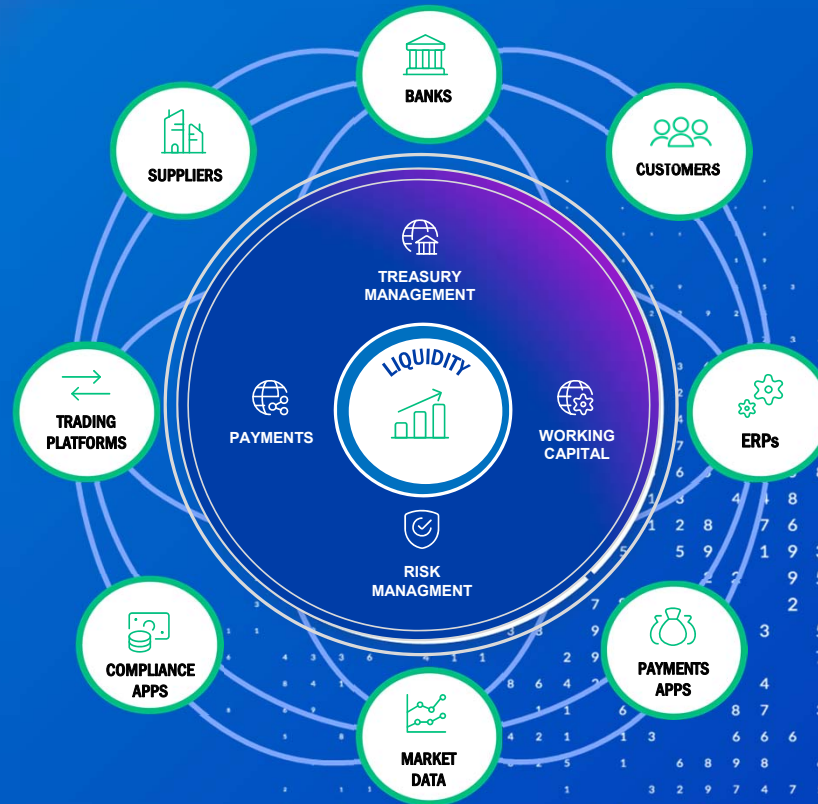 BANKS
SUPPLIERS
CUSTOMERS
TREASURY
MANAGEMENT
LIQUIDITY
TRADING
PLATFORMS
PAYMENTS
WORKING
CAPITAL
ERPs
RISK
MANAGMENT
COMPLIANCE
APPS
PAYMENTS
APPS
MARKET
DATA